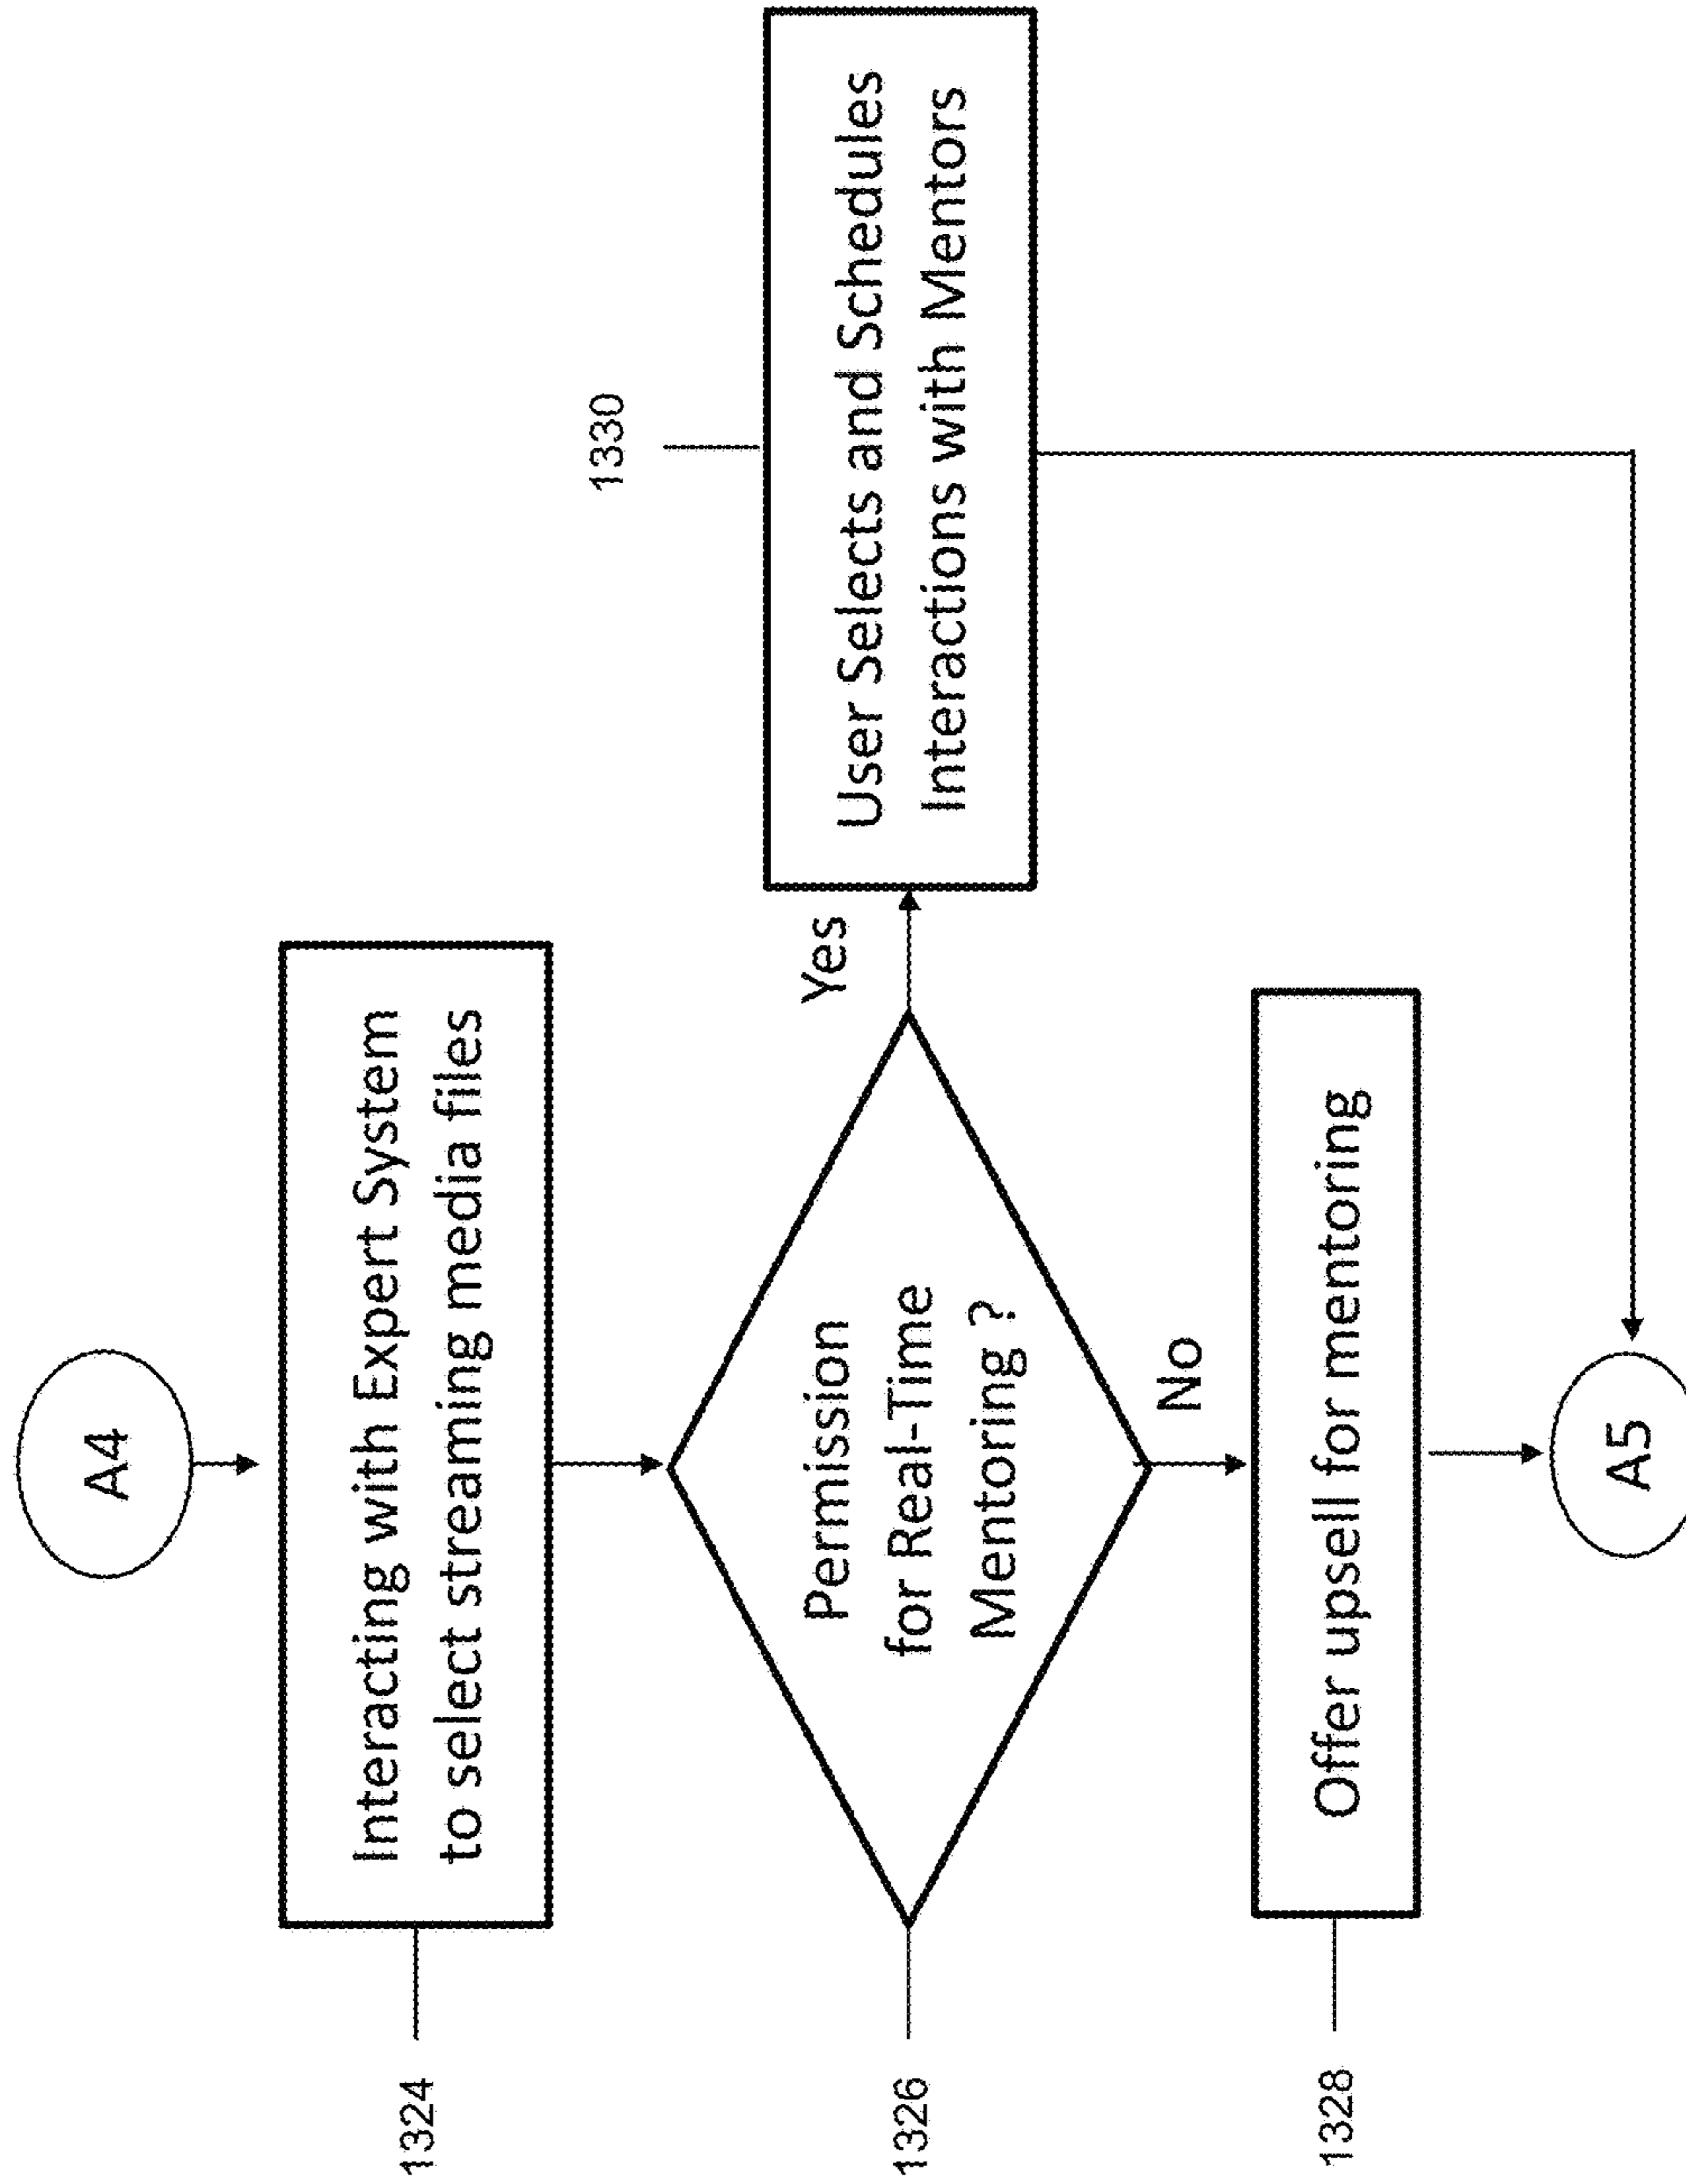 A4
1324
Interacting with Expert System
to select streaming media files
1326
Permission
for Real-Time
Mentoring ?
Yes
1330
User Selects and Schedules
Interactions with Mentors
No
1328
Offer upsell for mentoring
A5